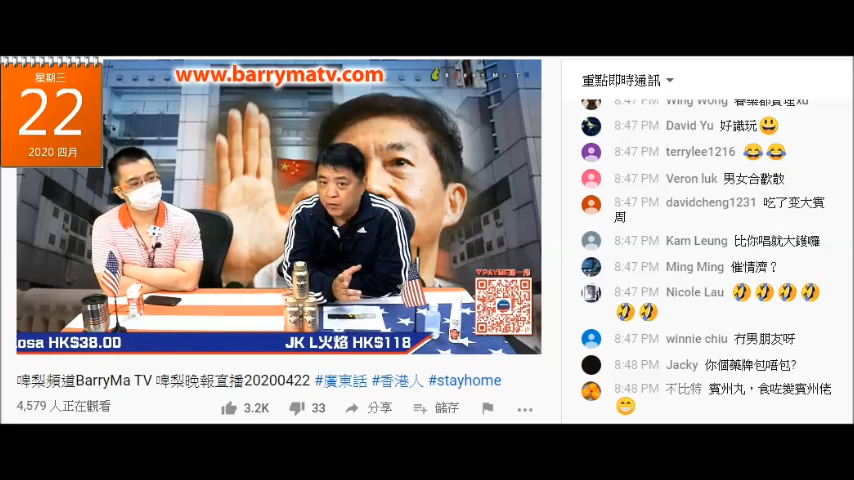 星期三
22
2020 四月
www.barrymatv.com
BARRYMATV
osa HK$38.00
JK L火焰 HK$118
啤梨頻道BarryMa TV 啤梨晚報直播20200422 #廣東話 #香港人 #stayhome
4,579 人正在觀看
3.2K
33
分享
儲存
重點即時通訊
8:47 PM Wing Wong
8:47 PM David Yu 好識玩😃
8:47 PM terrylee1216 😂😂
8:47 PM Veron luk 男女合歡散
8:47 PM davidcheng1231 吃了变大賓
周
8:47 PM Kam Leung 比你唱就大鑊囉
8:47 PM Ming Ming 催情濟？
8:47 PM Nicole Lau 🤣🤣🤣🤣
🤣🤣
8:47 PM winnie chiu 冇男朋友呀
8:48 PM Jacky 你個藥牌包唔包?
8:48 PM 不比特 賓州丸，食咗變賓州佬
😁